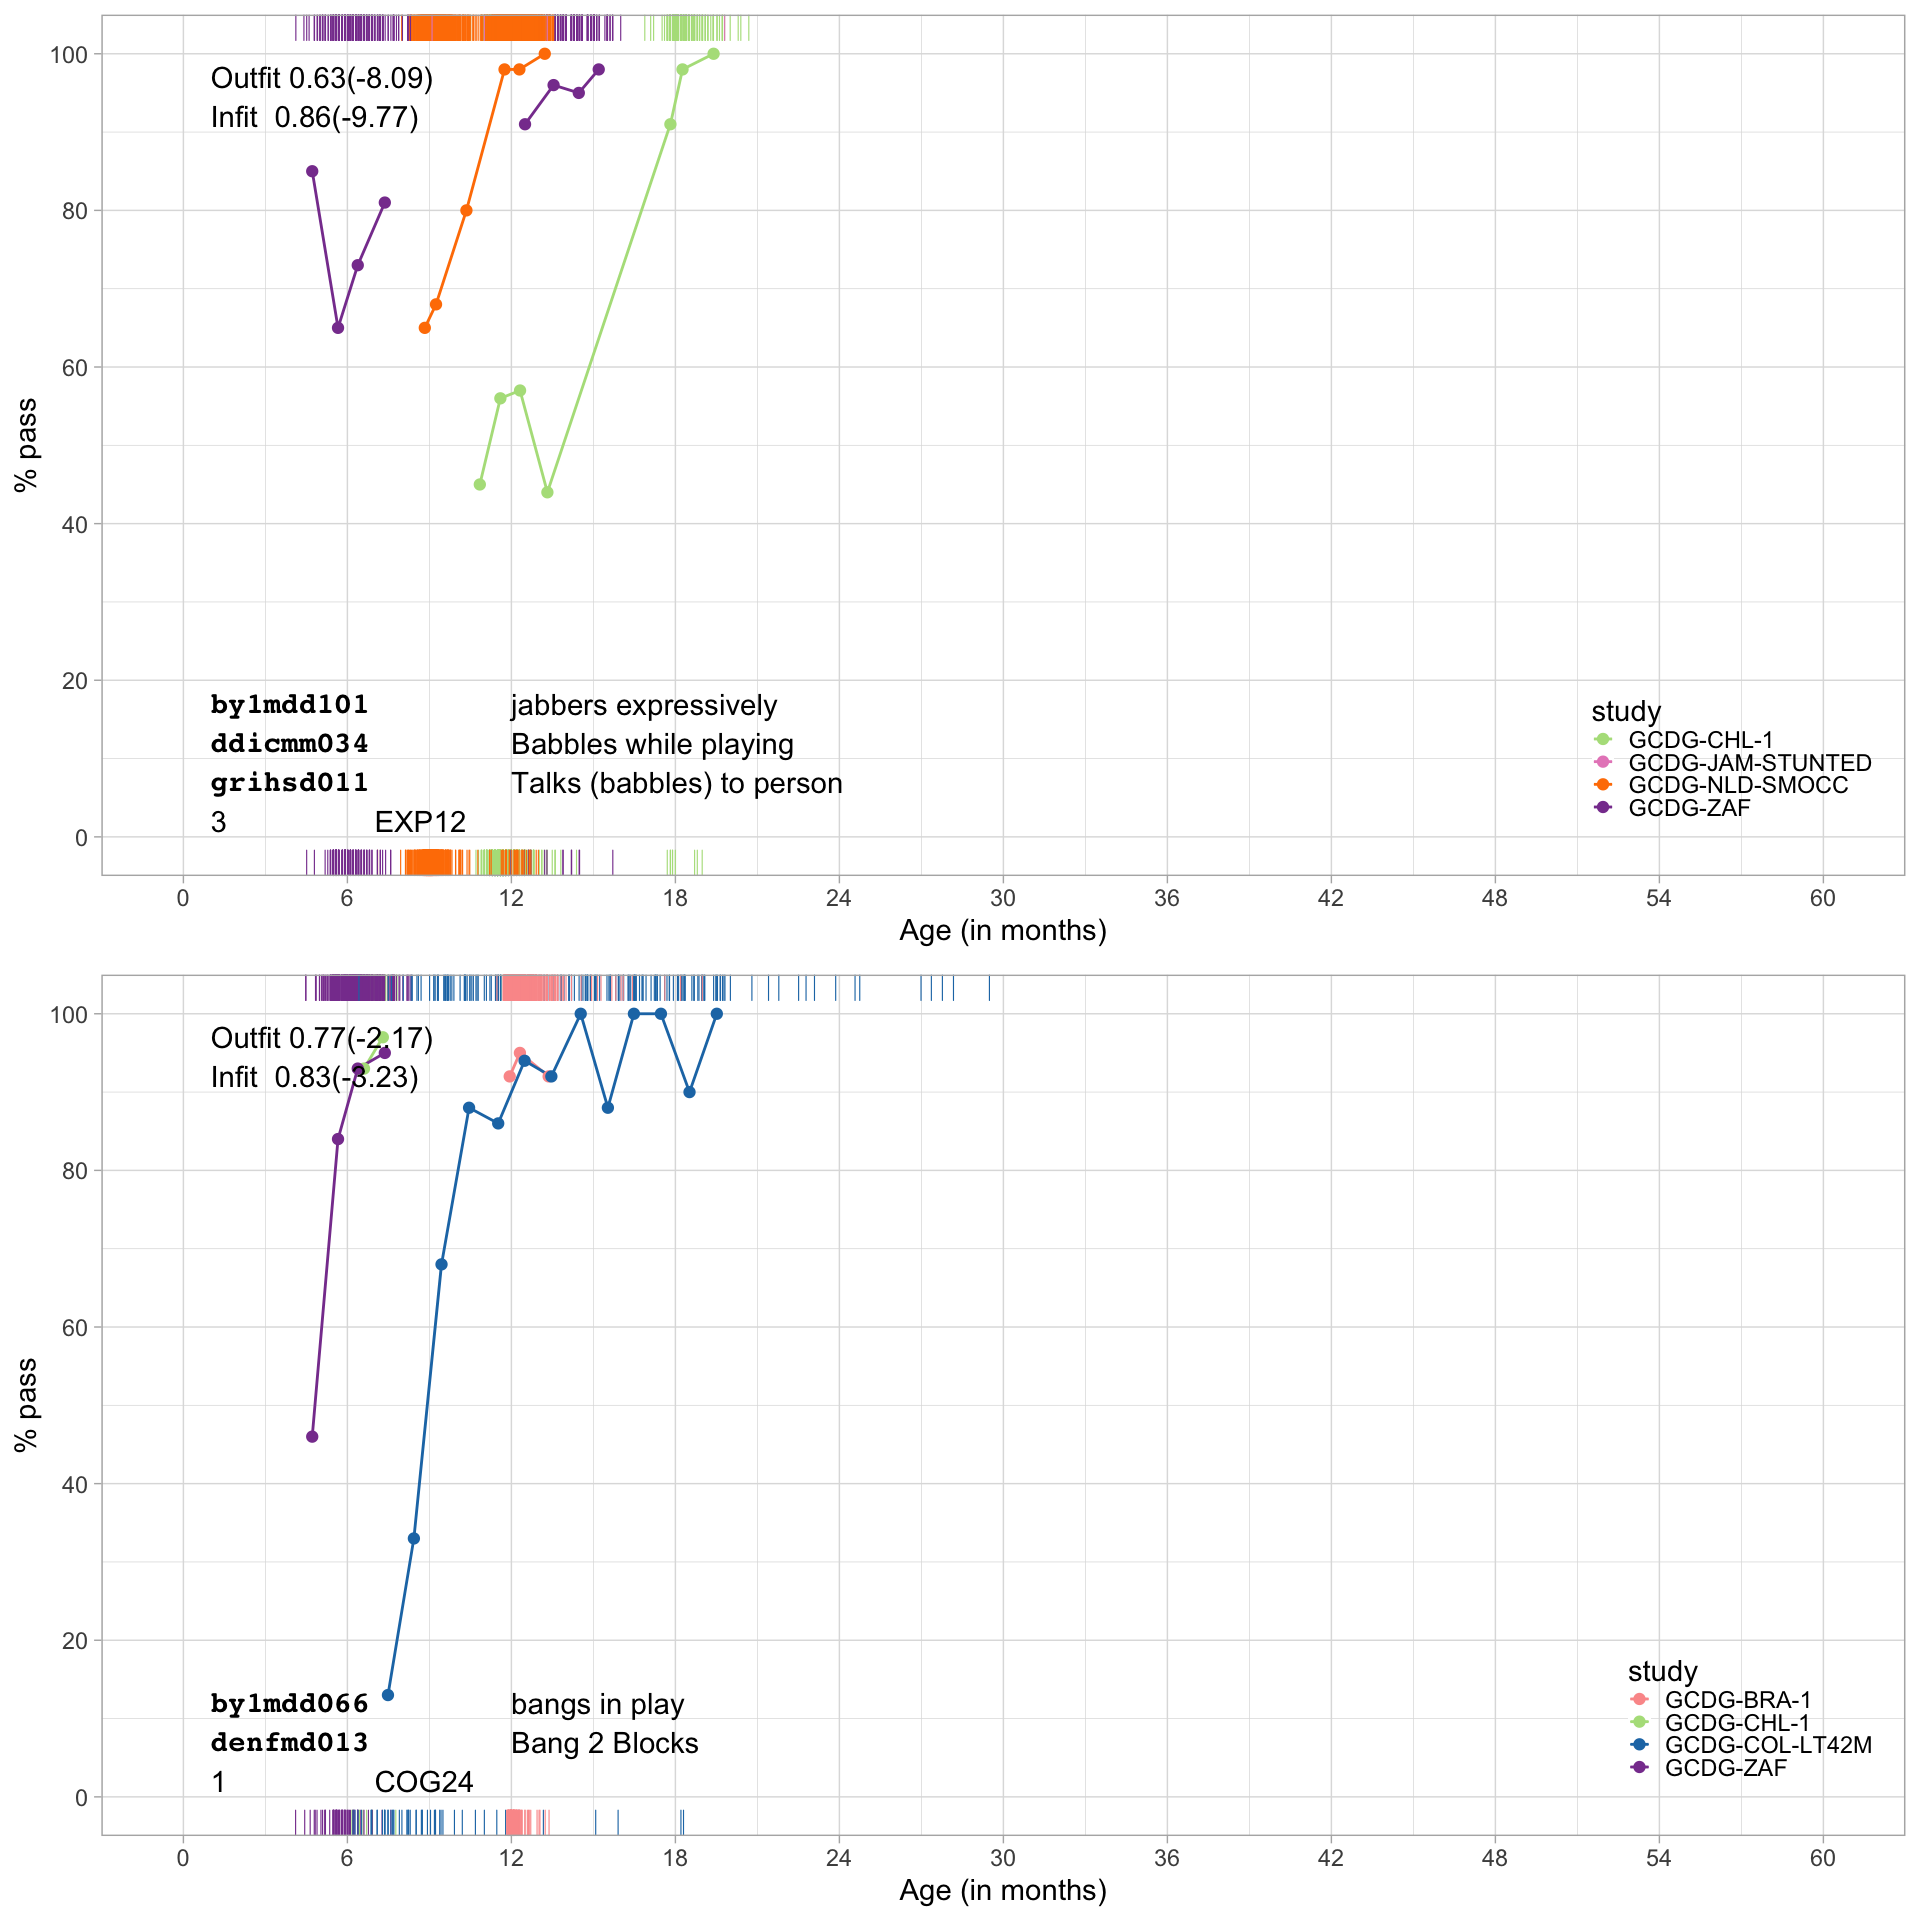 100
80
60
40
20
0
% pass
Outfit 0.63(-8.09)
Infit  0.86(-9.77)
by1mdd101 jabbers expressively
ddicmm034 Babbles while playing
grihsd011 Talks (babbles) to person
3 EXP12
study
GCDG-CHL-1
GCDG-JAM-STUNTED
GCDG-NLD-SMOCC
GCDG-ZAF
0 6 12 18 24 30 36 42 48 54 60
Age (in months)
100
80
60
40
20
0
% pass
Outfit 0.77(-2.17)
Infit  0.83(-3.23)
by1mdd066 bangs in play
denfmd013 Bang 2 Blocks
1 COG24
study
GCDG-BRA-1
GCDG-CHL-1
GCDG-COL-LT42M
GCDG-ZAF
0 6 12 18 24 30 36 42 48 54 60
Age (in months)